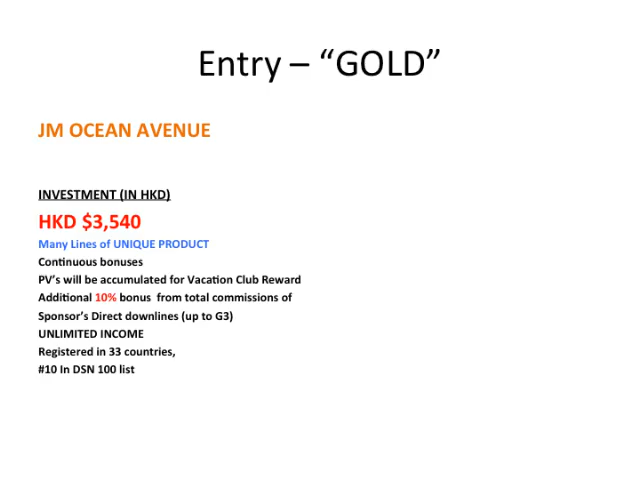 Entry – “GOLD”
JM OCEAN AVENUE
INVESTMENT (IN HKD)
HKD $3,540
Many Lines of UNIQUE PRODUCT
Continuous bonuses
PV’s will be accumulated for Vacation Club Reward
Additional 10% bonus  from total commissions of
Sponsor’s Direct downlines (up to G3)
UNLIMITED INCOME
Registered in 33 countries,
#10 In DSN 100 list